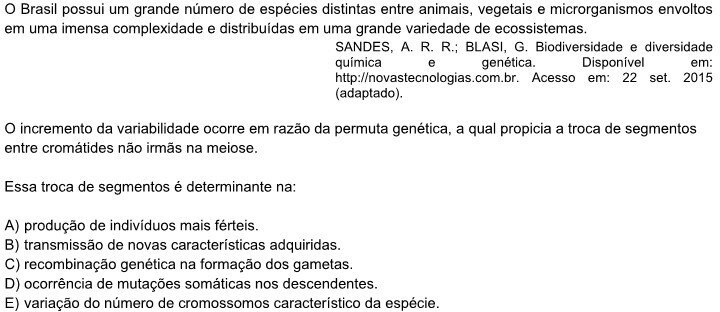 O Brasil possui um grande número de espécies distintas entre animais, vegetais e microrganismos envoltos
em uma imensa complexidade e distribuídas em uma grande variedade de ecossistemas.
SANDES, A. R. R.; BLASI, G. Biodiversidade e diversidade
química e genética. Disponível em:
http://novastecnologias.com.br. Acesso em: 22 set. 2015
(adaptado).
O incremento da variabilidade ocorre em razão da permuta genética, a qual propicia a troca de segmentos
entre cromátides não irmãs na meiose.
Essa troca de segmentos é determinante na:
A) produção de indivíduos mais férteis.
B) transmissão de novas características adquiridas.
C) recombinação genética na formação dos gametas.
D) ocorrência de mutações somáticas nos descendentes.
E) variação do número de cromossomos característico da espécie.